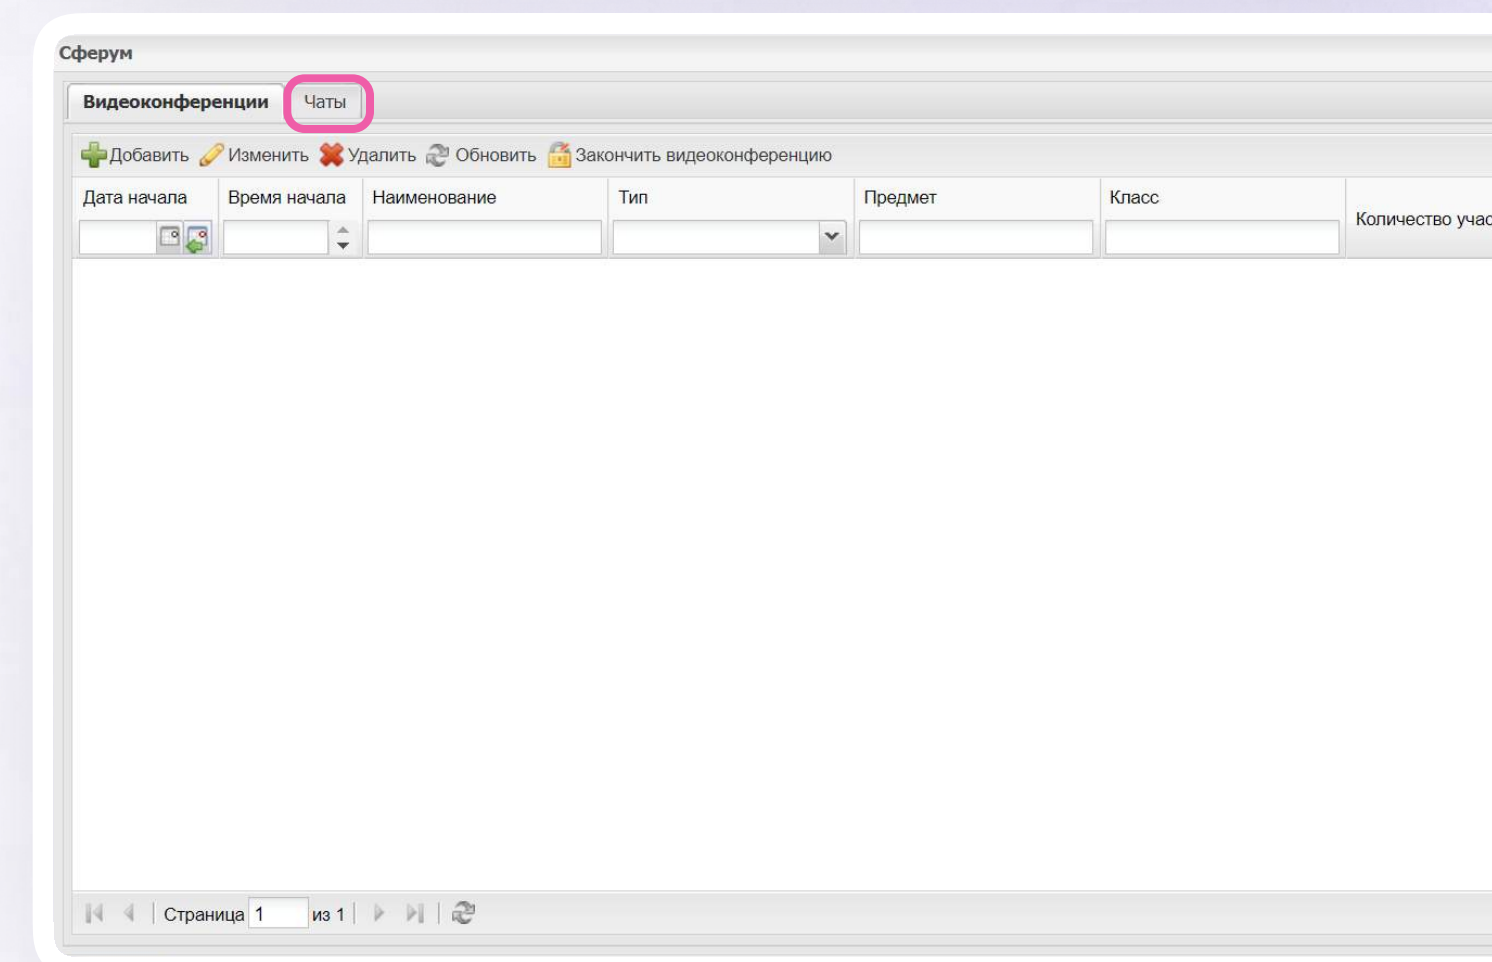 Сферум
Видеоконференции Чаты
Добавить Изменить Удалить Обновить Закончить видеоконференцию
Дата начала Время начала Наименование Тип Предмет Класс
Количество учас
Страница 1 из 1